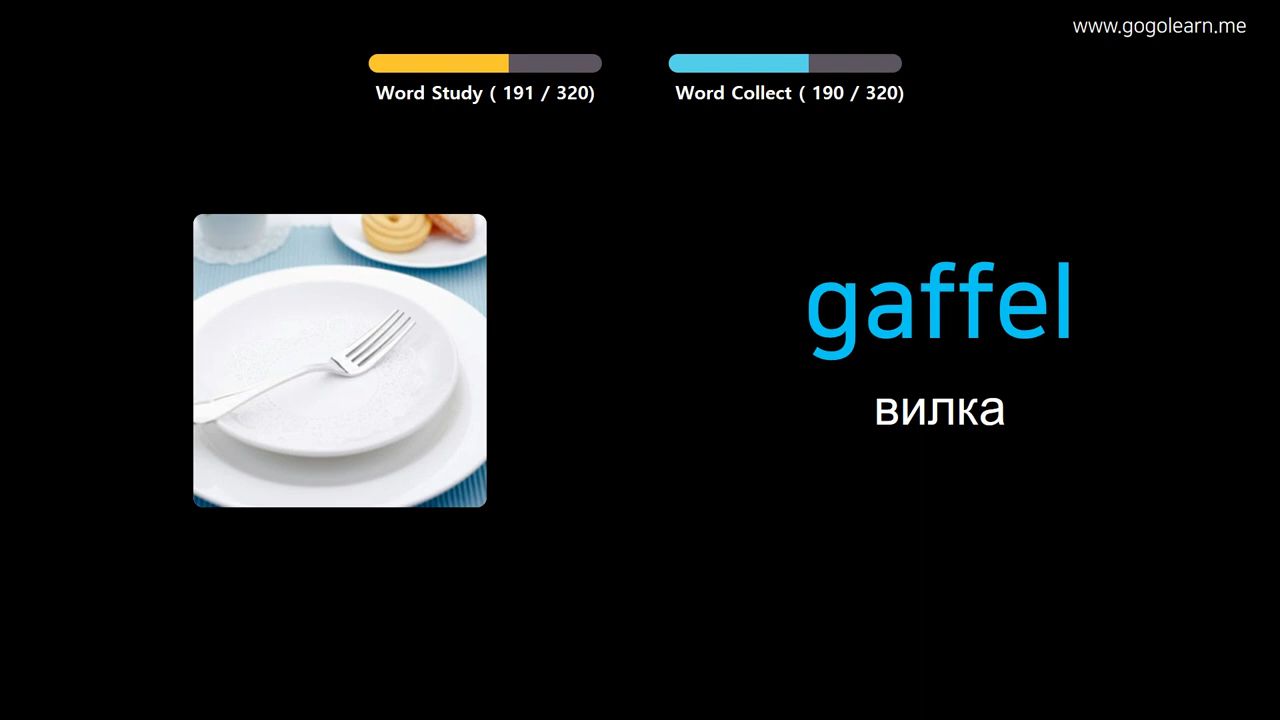 www.gogolearn.me
Word Study ( 191 / 320)
Word Collect ( 190 / 320)
gaffel
вилка